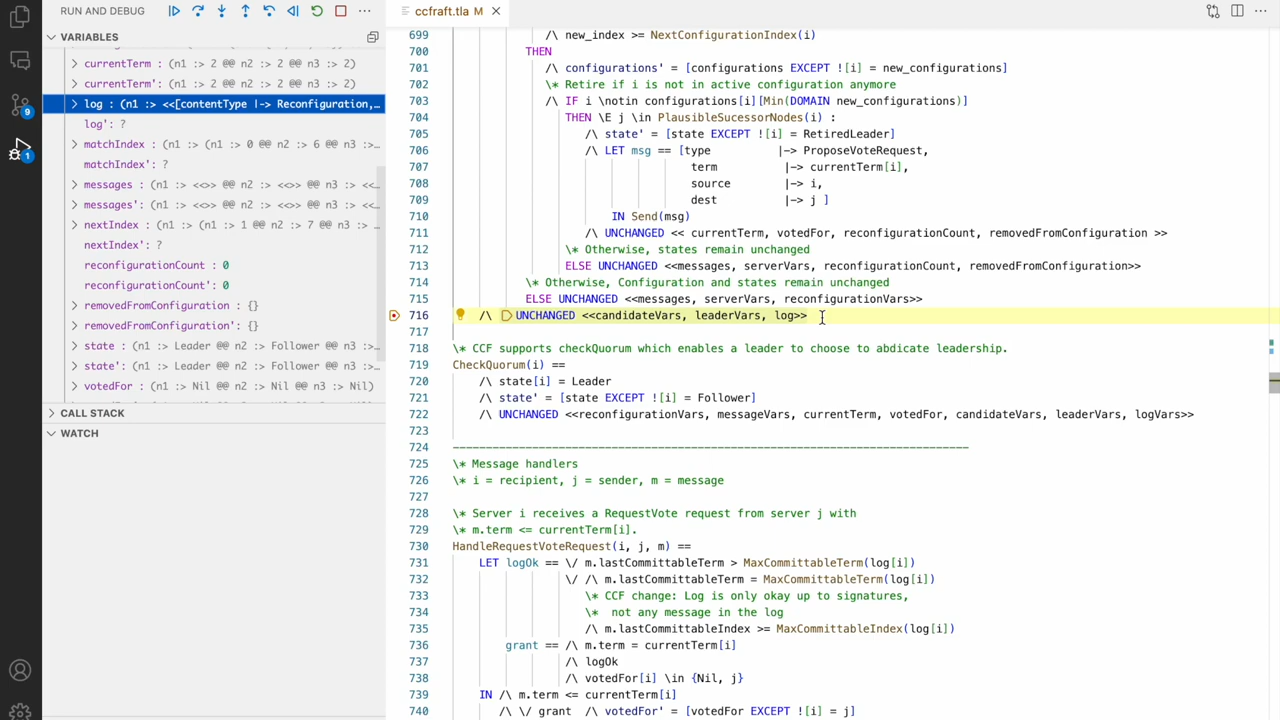 RUN AND DEBUG
ccfraft.tla M
VARIABLES
currentTerm : (n1 :> 2 @@ n2 :> 2 @@ n3 :> 2)
currentTerm': (n1 :> 2 @@ n2 :> 2 @@ n3 :> 2)
log : (n1 :> <<[contentType |-> Reconfiguration,…
log': ?
matchIndex : (n1 :> (n1 :> 0 @@ n2 :> 6 @@ n3 :>…
matchIndex': ?
messages : (n1 :> <<>> @@ n2 :> <<>> @@ n3 :> <<…
messages': (n1 :> <<>> @@ n2 :> <<>> @@ n3 :> <<…
nextIndex : (n1 :> (n1 :> 1 @@ n2 :> 7 @@ n3 :>…
nextIndex': ?
reconfigurationCount : 0
reconfigurationCount': 0
removedFromConfiguration : {}
removedFromConfiguration': {}
state : (n1 :> Leader @@ n2 :> Follower @@ n3 :>…
state': (n1 :> Leader @@ n2 :> Follower @@ n3 :>…
votedFor : (n1 :> Nil @@ n2 :> Nil @@ n3 :> Nil)
CALL STACK
WATCH
9
1
699 /\ new_index >= NextConfigurationIndex(i)
700 THEN
701 /\ configurations' = [configurations EXCEPT ![i] = new_configurations]
702 \* Retire if i is not in active configuration anymore
703 /\ IF i \notin configurations[i][Min(DOMAIN new_configurations)]
704 THEN \E j \in PlausibleSucessorNodes(i) :
705 /\ state' = [state EXCEPT ![i] = RetiredLeader]
706 /\ LET msg == [type |-> ProposeVoteRequest,
707 term |-> currentTerm[i],
708 source |-> i,
709 dest |-> j ]
710 IN Send(msg)
711 /\ UNCHANGED << currentTerm, votedFor, reconfigurationCount, removedFromConfiguration >>
712 \* Otherwise, states remain unchanged
713 ELSE UNCHANGED <<messages, serverVars, reconfigurationCount, removedFromConfiguration>>
714 \* Otherwise, Configuration and states remain unchanged
715 ELSE UNCHANGED <<messages, serverVars, reconfigurationVars>>
716 /\ UNCHANGED <<candidateVars, leaderVars, log>>
717
718 \* CCF supports checkQuorum which enables a leader to choose to abdicate leadership.
719 CheckQuorum(i) ==
720 /\ state[i] = Leader
721 /\ state' = [state EXCEPT ![i] = Follower]
722 /\ UNCHANGED <<reconfigurationVars, messageVars, currentTerm, votedFor, candidateVars, leaderVars, logVars>>
723
724 ------------------------------------------------------------------------------
725 \* Message handlers
726 \* i = recipient, j = sender, m = message
727
728 \* Server i receives a RequestVote request from server j with
729 \* m.term <= currentTerm[i].
730 HandleRequestVoteRequest(i, j, m) ==
731 LET logOk == \/ m.lastCommittableTerm > MaxCommittableTerm(log[i])
732 \/ /\ m.lastCommittableTerm = MaxCommittableTerm(log[i])
733 \* CCF change: Log is only okay up to signatures,
734 \* not any message in the log
735 /\ m.lastCommittableIndex >= MaxCommittableIndex(log[i])
736 grant == /\ m.term = currentTerm[i]
737 /\ logOk
738 /\ votedFor[i] \in {Nil, j}
739 IN /\ m.term <= currentTerm[i]
740 /\ \/ grant /\ votedFor' = [votedFor EXCEPT ![i] = j]